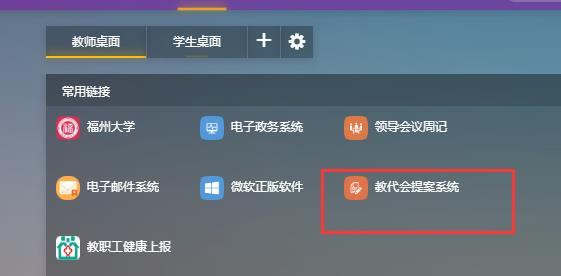 教师桌面 学生桌面
常用链接
福州大学 电子政务系统 领导会议周记
电子邮件系统 微软正版软件 教代会提案系统
教职工健康上报